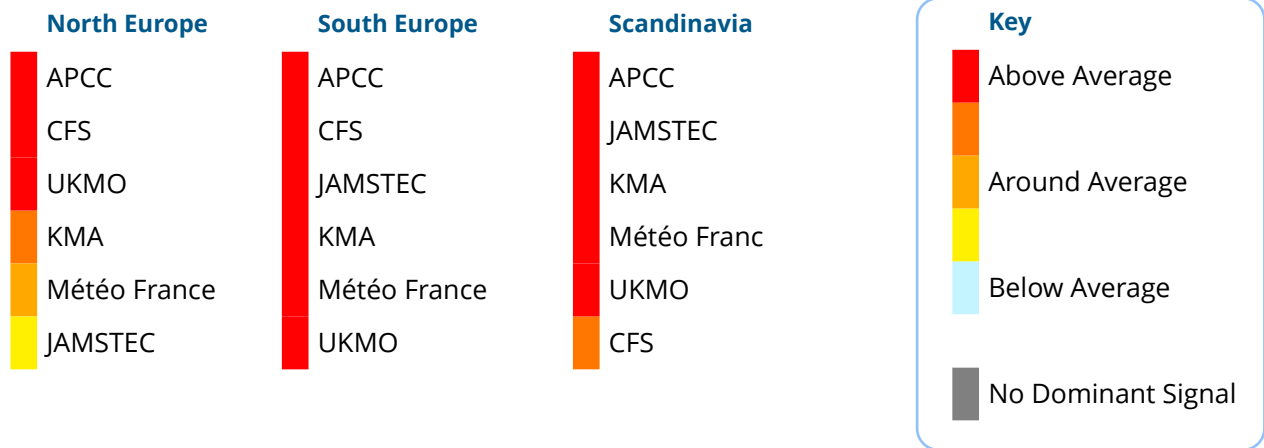 North Europe
APCC
CFS
UKMO
KMA
Météo France
JAMSTEC
South Europe
APCC
CFS
JAMSTEC
KMA
Météo France
UKMO
Scandinavia
APCC
JAMSTEC
KMA
Météo Franc
UKMO
CFS
Key
Above Average
Around Average
Below Average
No Dominant Signal